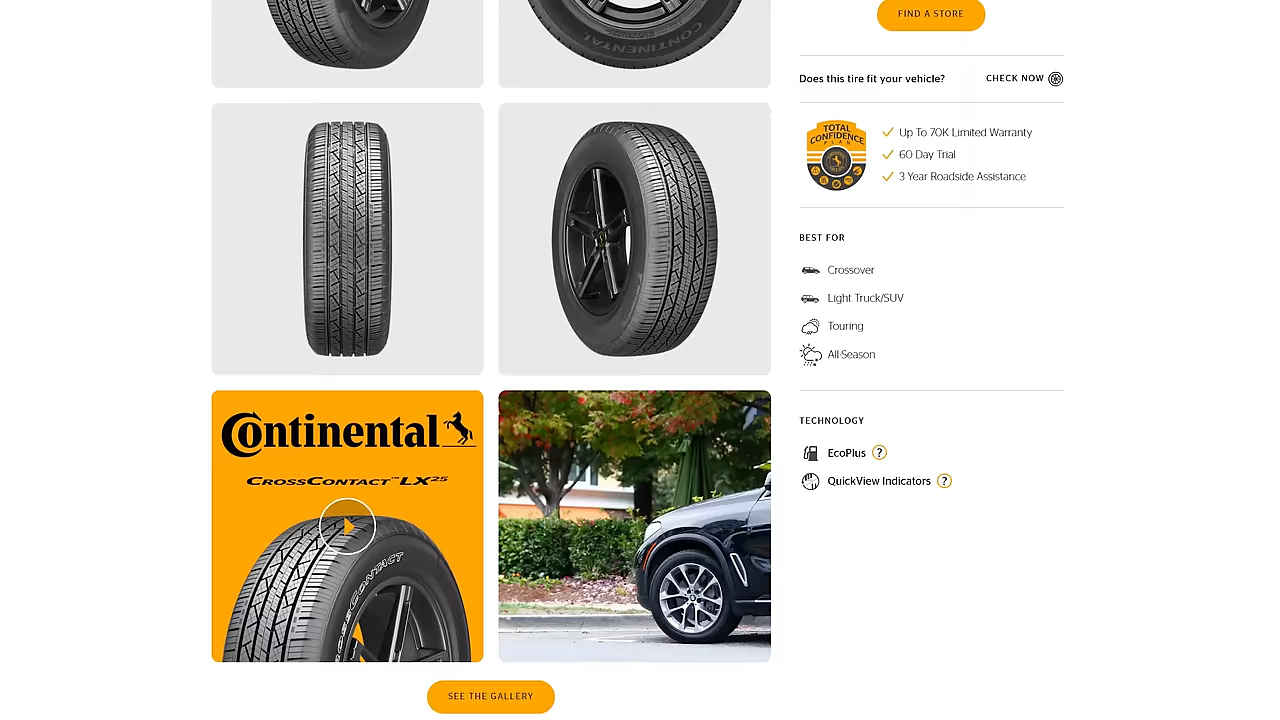 CONTINENTAL
FIND A STORE
Does this tire fit your vehicle?
CHECK NOW
TOTAL
CONFIDENCE
PLAN
Up To 70K Limited Warranty
60 Day Trial
3 Year Roadside Assistance
BEST FOR
Crossover
Light Truck/SUV
Touring
All-Season
TECHNOLOGY
EcoPlus ?
QuickView Indicators ?
Continental
CROSSCONTACT™ LX25
CROSSCONTACT
SEE THE GALLERY